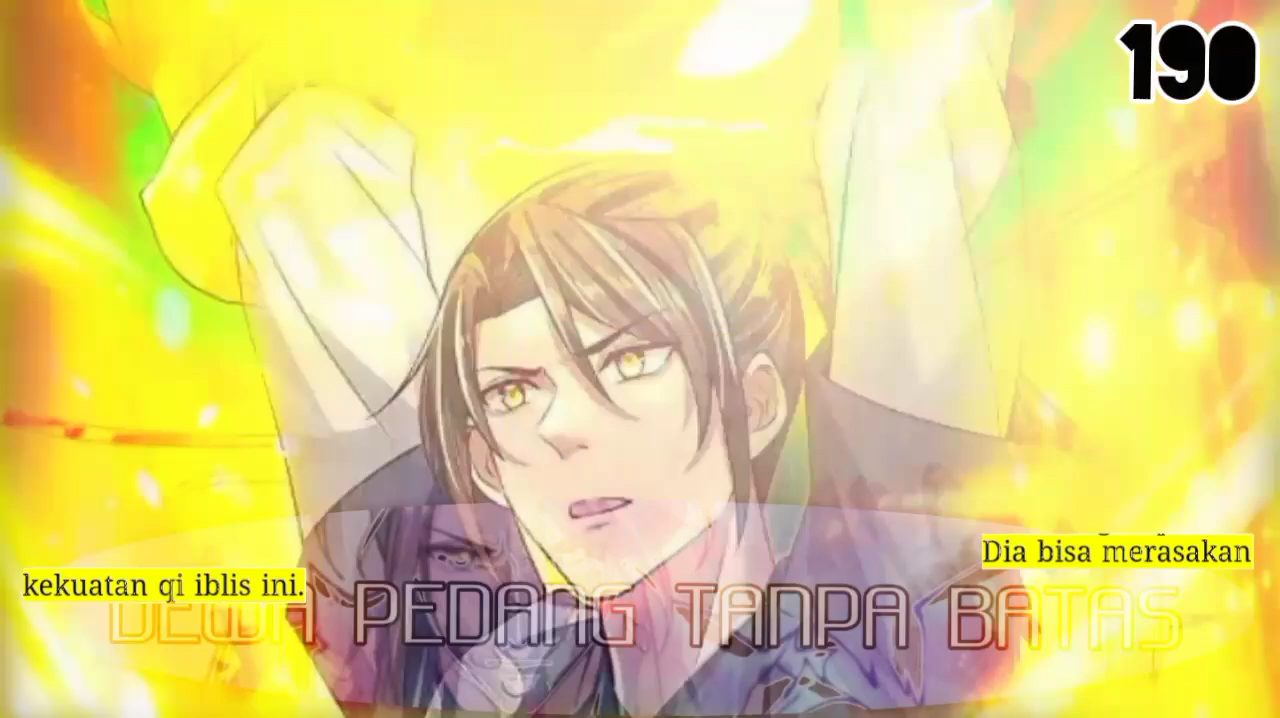 190
Dia bisa merasakan
kekuatan qi iblis ini.
DEWA PEDANG TANPA BATAS